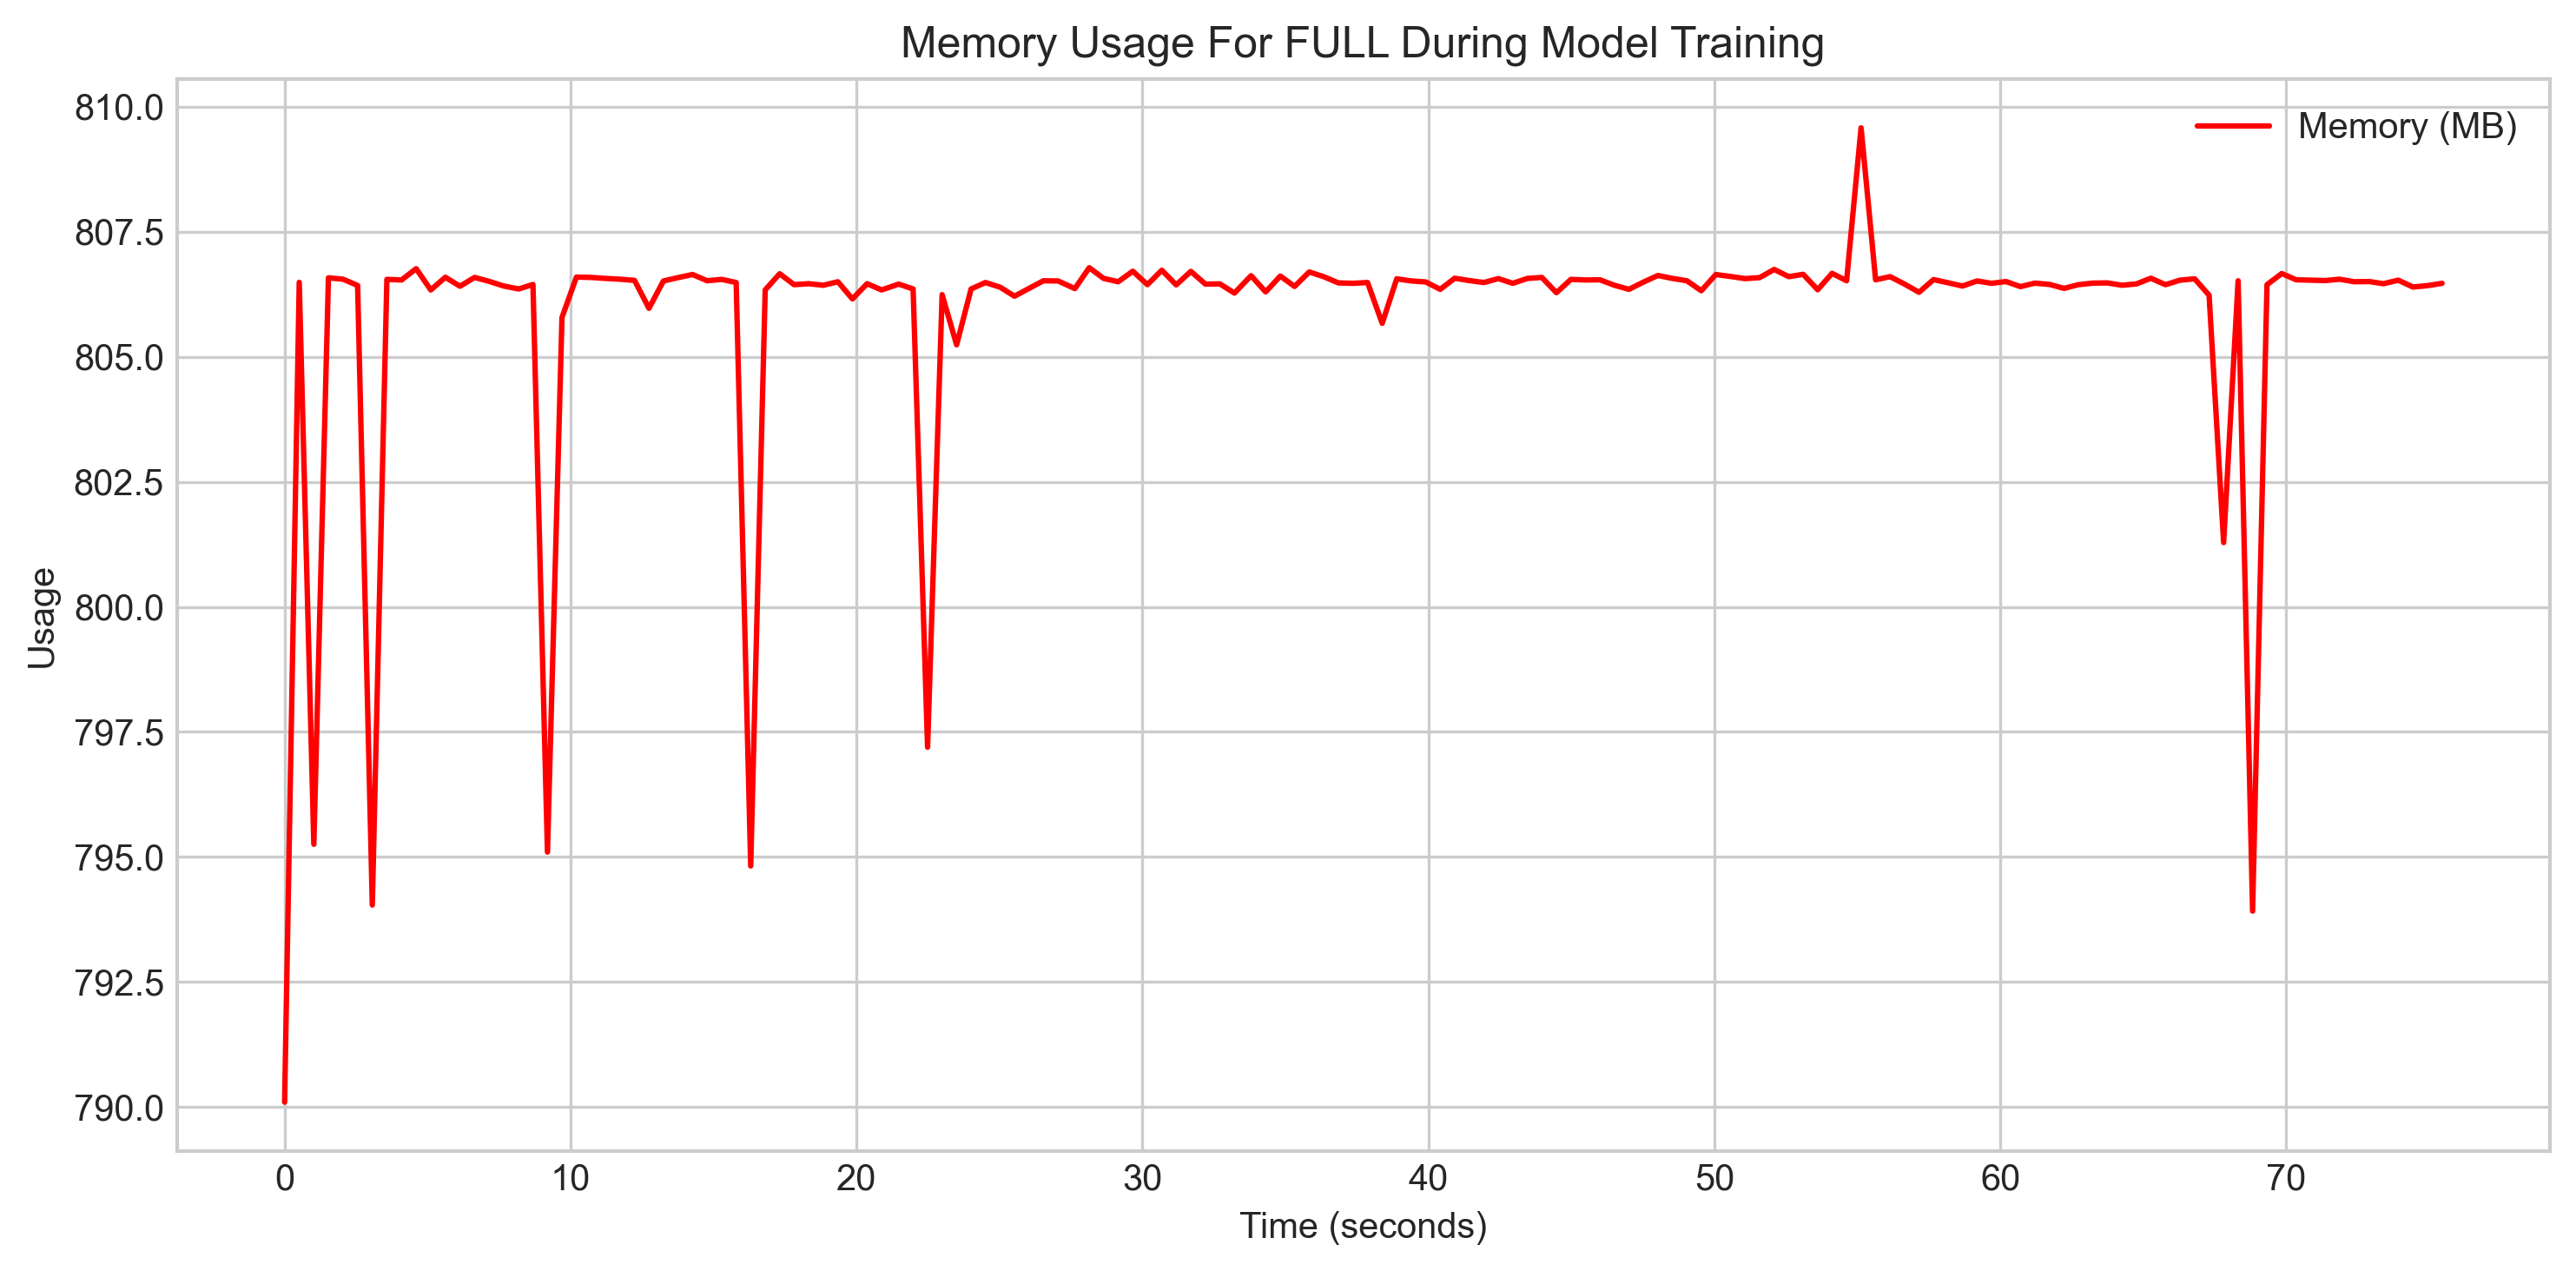 Memory Usage For FULL During Model Training
810.0
807.5
805.0
802.5
800.0
797.5
795.0
792.5
790.0
Usage
Memory (MB)
0 10 20 30 40 50 60 70
Time (seconds)